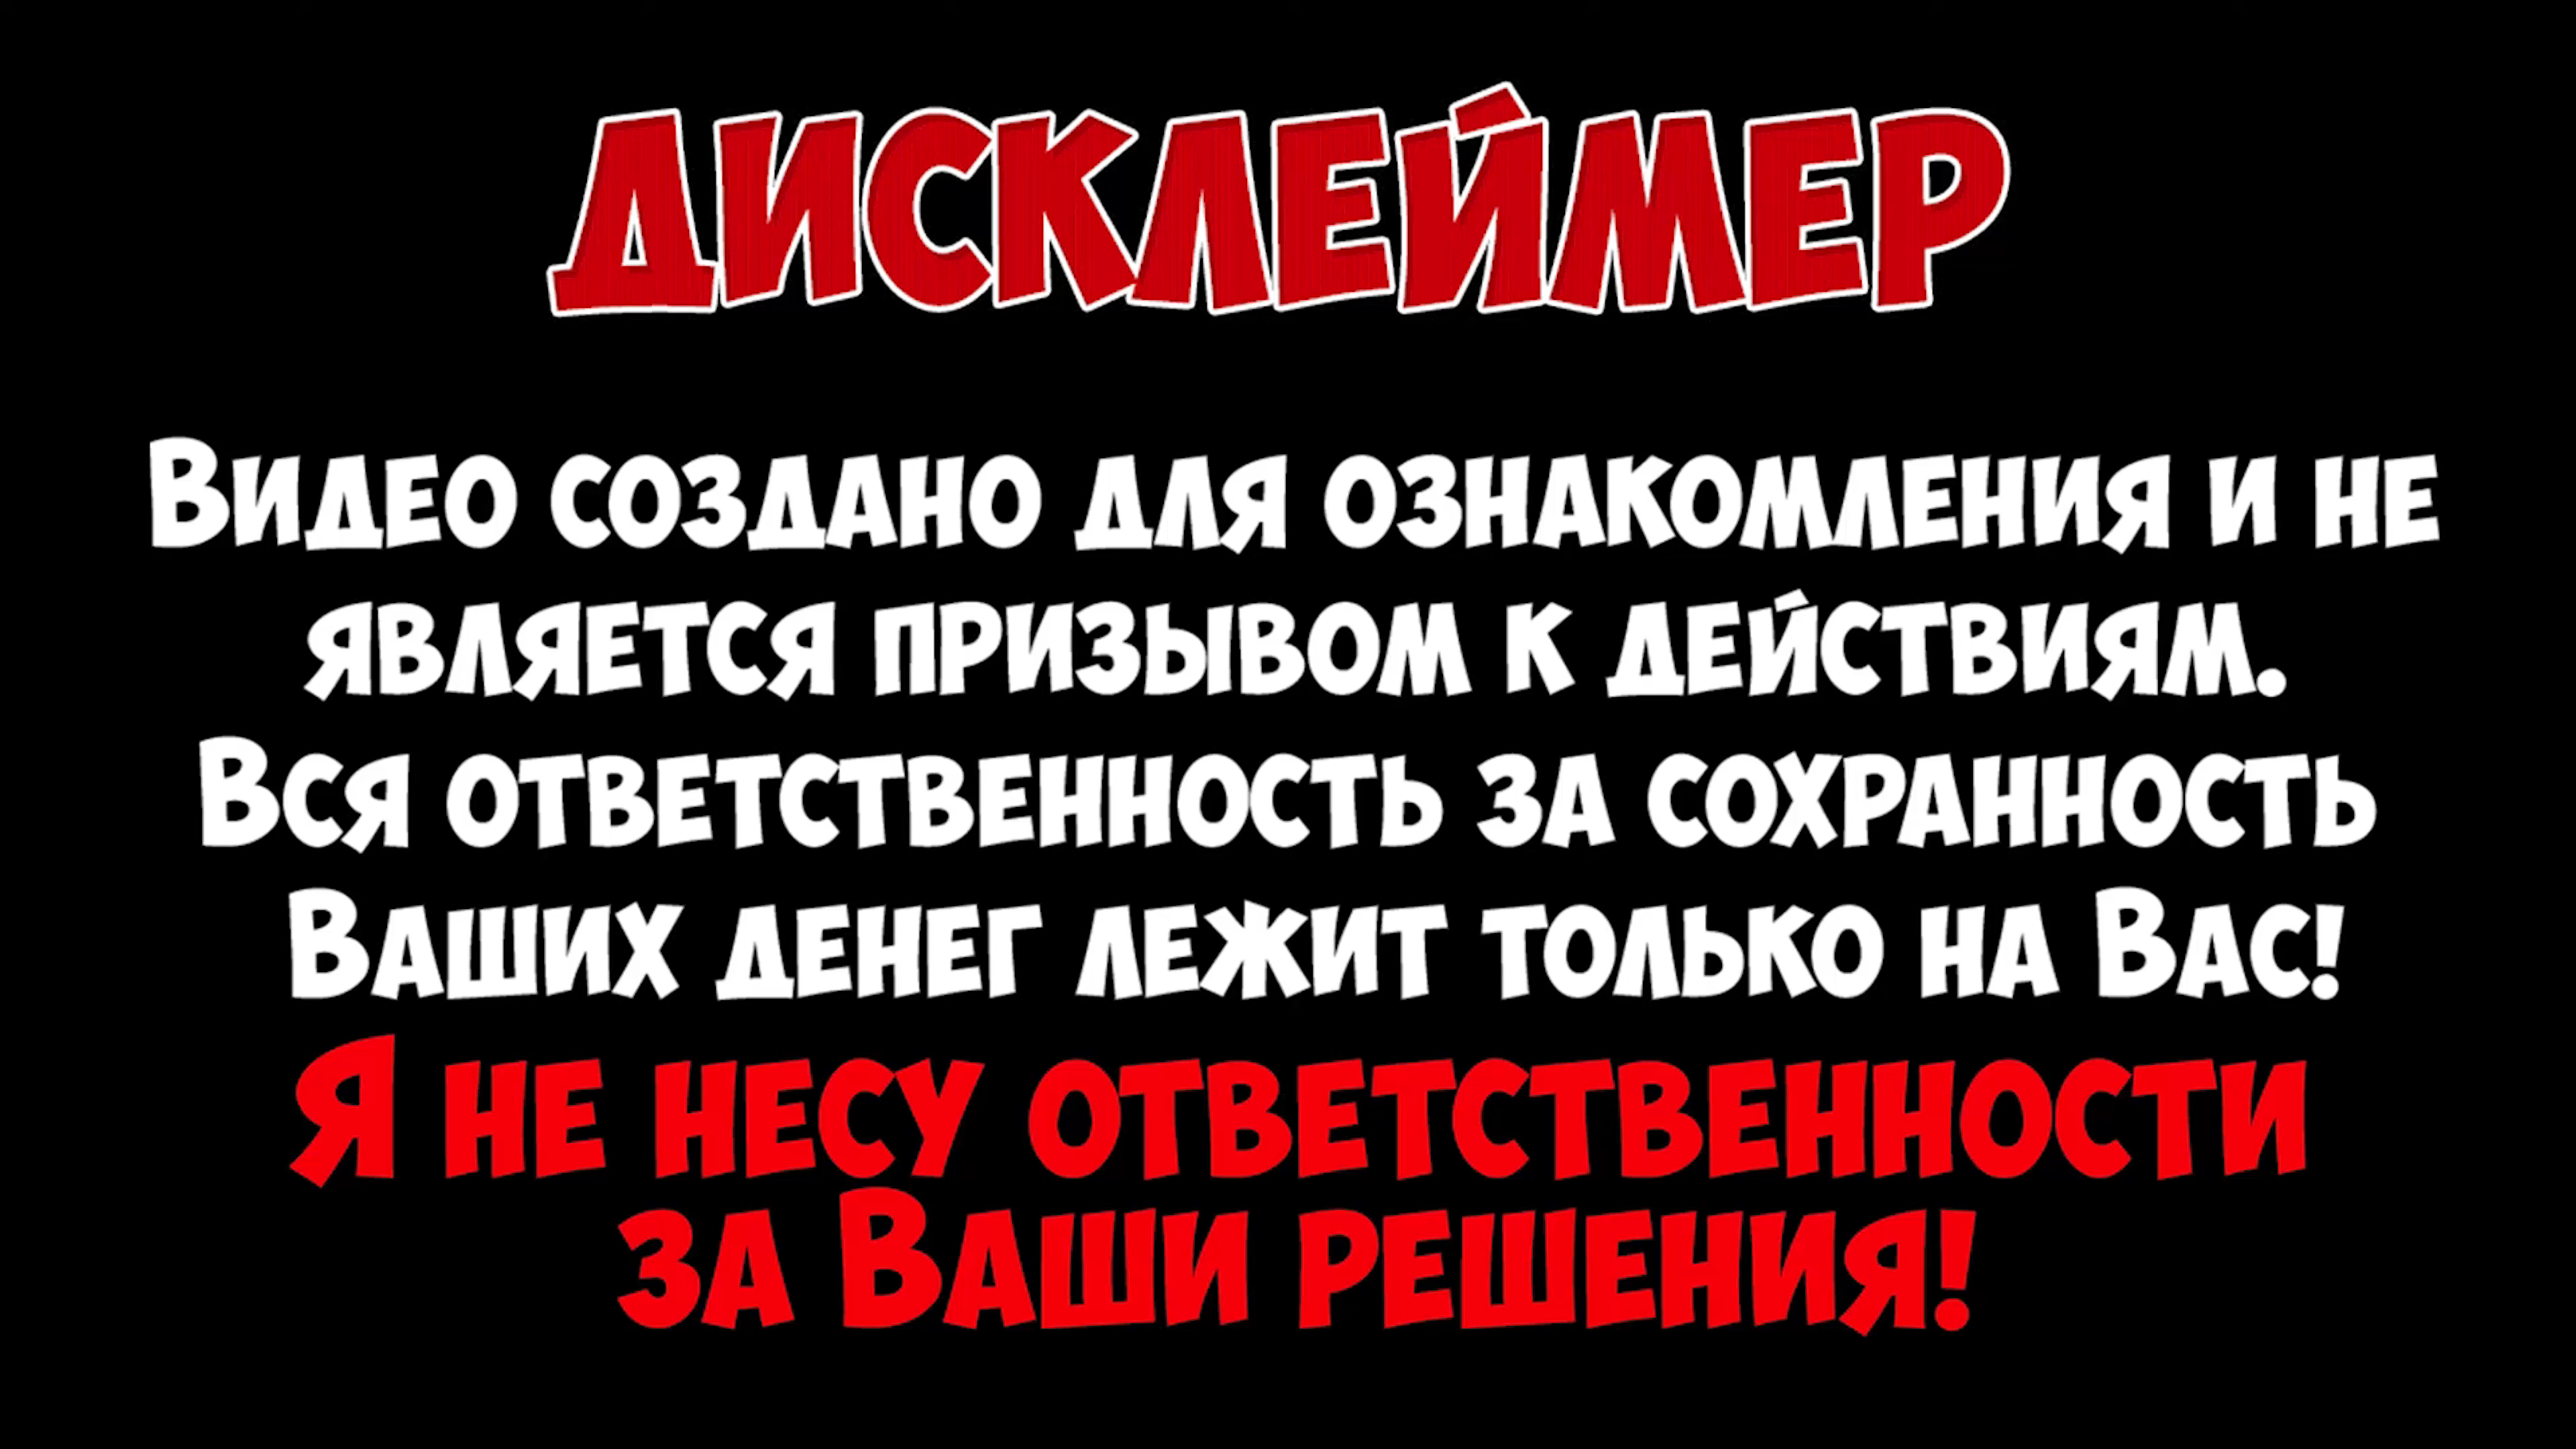 ДИСКЛЕЙМЕР
Видео создано для ознакомления и не
является призывом к действиям.
Вся ответственность за сохранность
Ваших денег лежит только на Вас!
Я не несу ответственности
за Ваши решения!